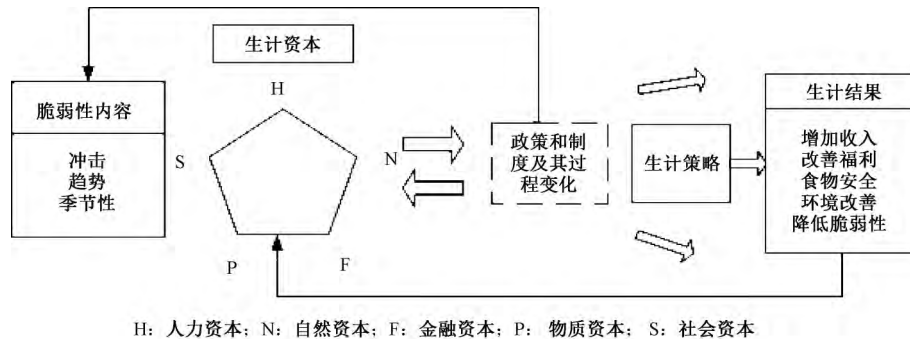 生计资本
脆弱性内容
冲击
趋势
季节性
H
S
N
P
F
政策和制
度及其过
程变化
生计策略
生计结果
增加收入
改善福利
食物安全
环境改善
降低脆弱性
H：人力资本；N：自然资本；F：金融资本；P：物质资本；S：社会资本